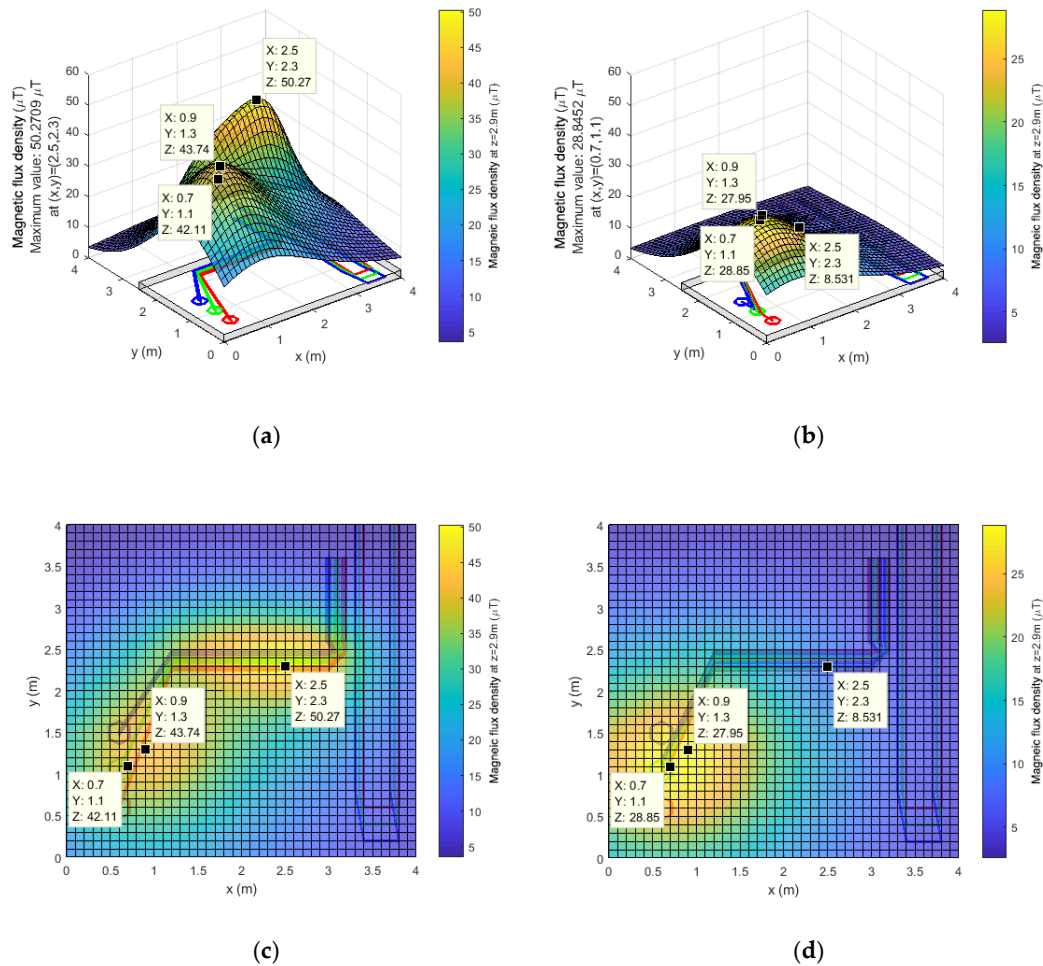 Magnetic flux density (μT)
Maximum value: 50.2709 μT
at (x,y)=(2.5,2.3)
60
50
40
30
20
10
0
X: 2.5
Y: 2.3
Z: 50.27
X: 0.9
Y: 1.3
Z: 43.74
X: 0.7
Y: 1.1
Z: 42.11
4
3
2
1
0
y (m)
0
1
2
3
4
x (m)
50
45
40
35
30
25
20
15
10
5
Magneic flux density at z=2.9m (μT)
(a)
Magnetic flux density (μT)
Maximum value: 28.8452 μT
at (x,y)=(0.7,1.1)
60
50
40
30
20
10
0
X: 0.9
Y: 1.3
Z: 27.95
X: 0.7
Y: 1.1
Z: 28.85
X: 2.5
Y: 2.3
Z: 8.531
4
3
2
1
0
y (m)
0
1
2
3
4
x (m)
25
20
15
10
5
Magneic flux density at z=2.9m (μT)
(b)
4
3.5
3
2.5
2
1.5
1
0.5
0
y (m)
X: 2.5
Y: 2.3
Z: 50.27
X: 0.9
Y: 1.3
Z: 43.74
X: 0.7
Y: 1.1
Z: 42.11
0 0.5 1 1.5 2 2.5 3 3.5 4
x (m)
50
45
40
35
30
25
20
15
10
5
Magneic flux density at z=2.9m (μT)
(c)
4
3.5
3
2.5
2
1.5
1
0.5
0
y (m)
X: 2.5
Y: 2.3
Z: 8.531
X: 0.9
Y: 1.3
Z: 27.95
X: 0.7
Y: 1.1
Z: 28.85
0 0.5 1 1.5 2 2.5 3 3.5 4
x (m)
25
20
15
10
5
Magneic flux density at z=2.9m (μT)
(d)